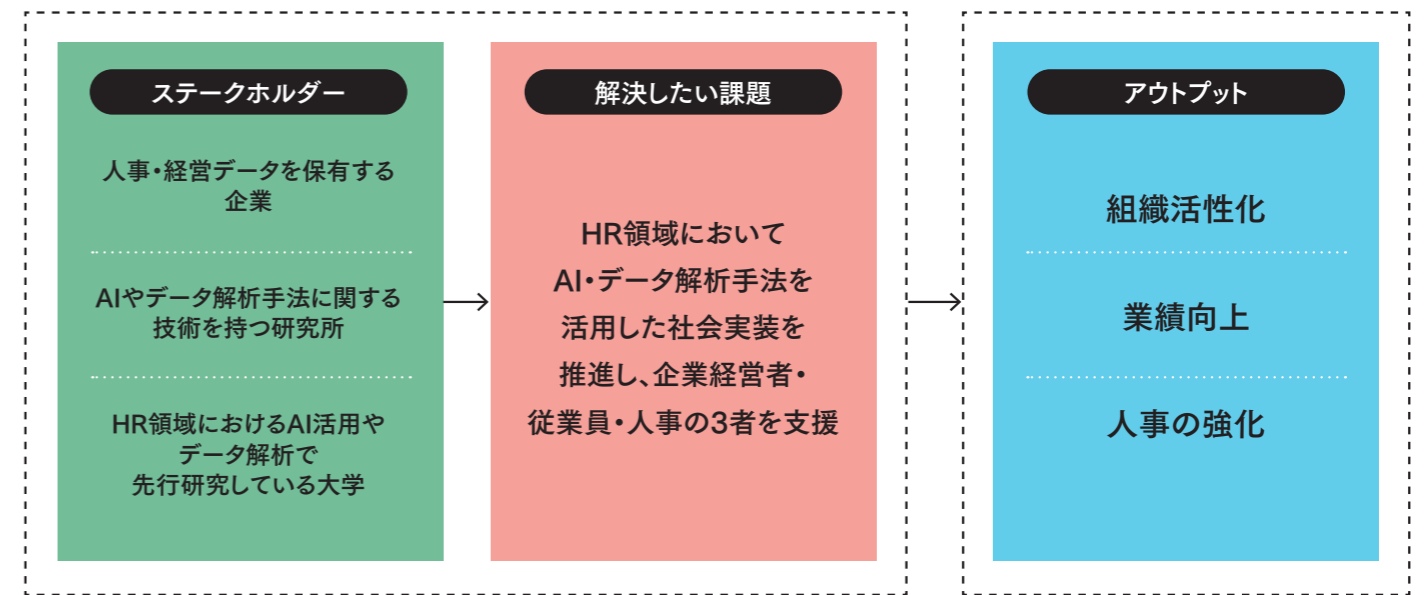 ステークホルダー
人事・経営データを保有する
企業
AIやデータ解析手法に関する
技術を持つ研究所
HR領域におけるAI活用や
データ解析で
先行研究している大学
解決したい課題
HR領域において
AI・データ解析手法を
活用した社会実装を
推進し、企業経営者・
従業員・人事の3者を支援
アウトプット
組織活性化
業績向上
人事の強化